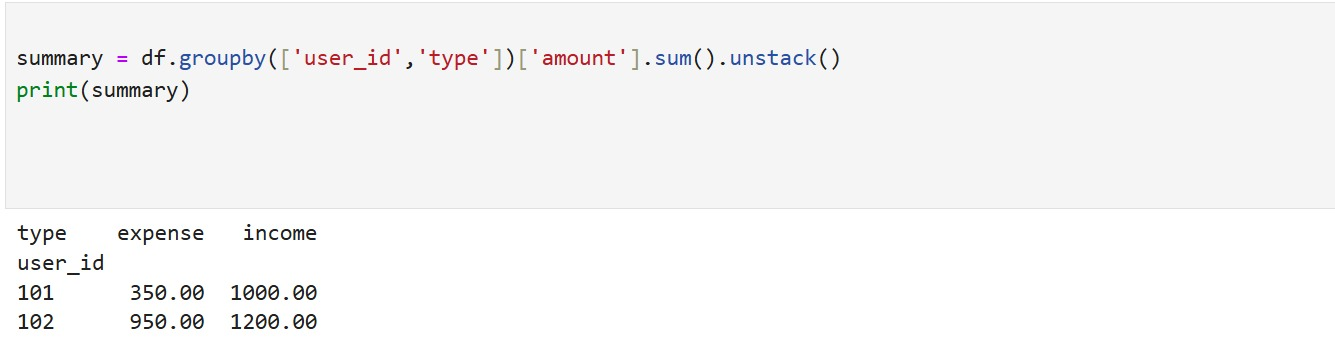 summary = df.groupby(['user_id','type'])['amount'].sum().unstack()
print(summary)
type    expense   income
user_id
101      350.00  1000.00
102      950.00  1200.00